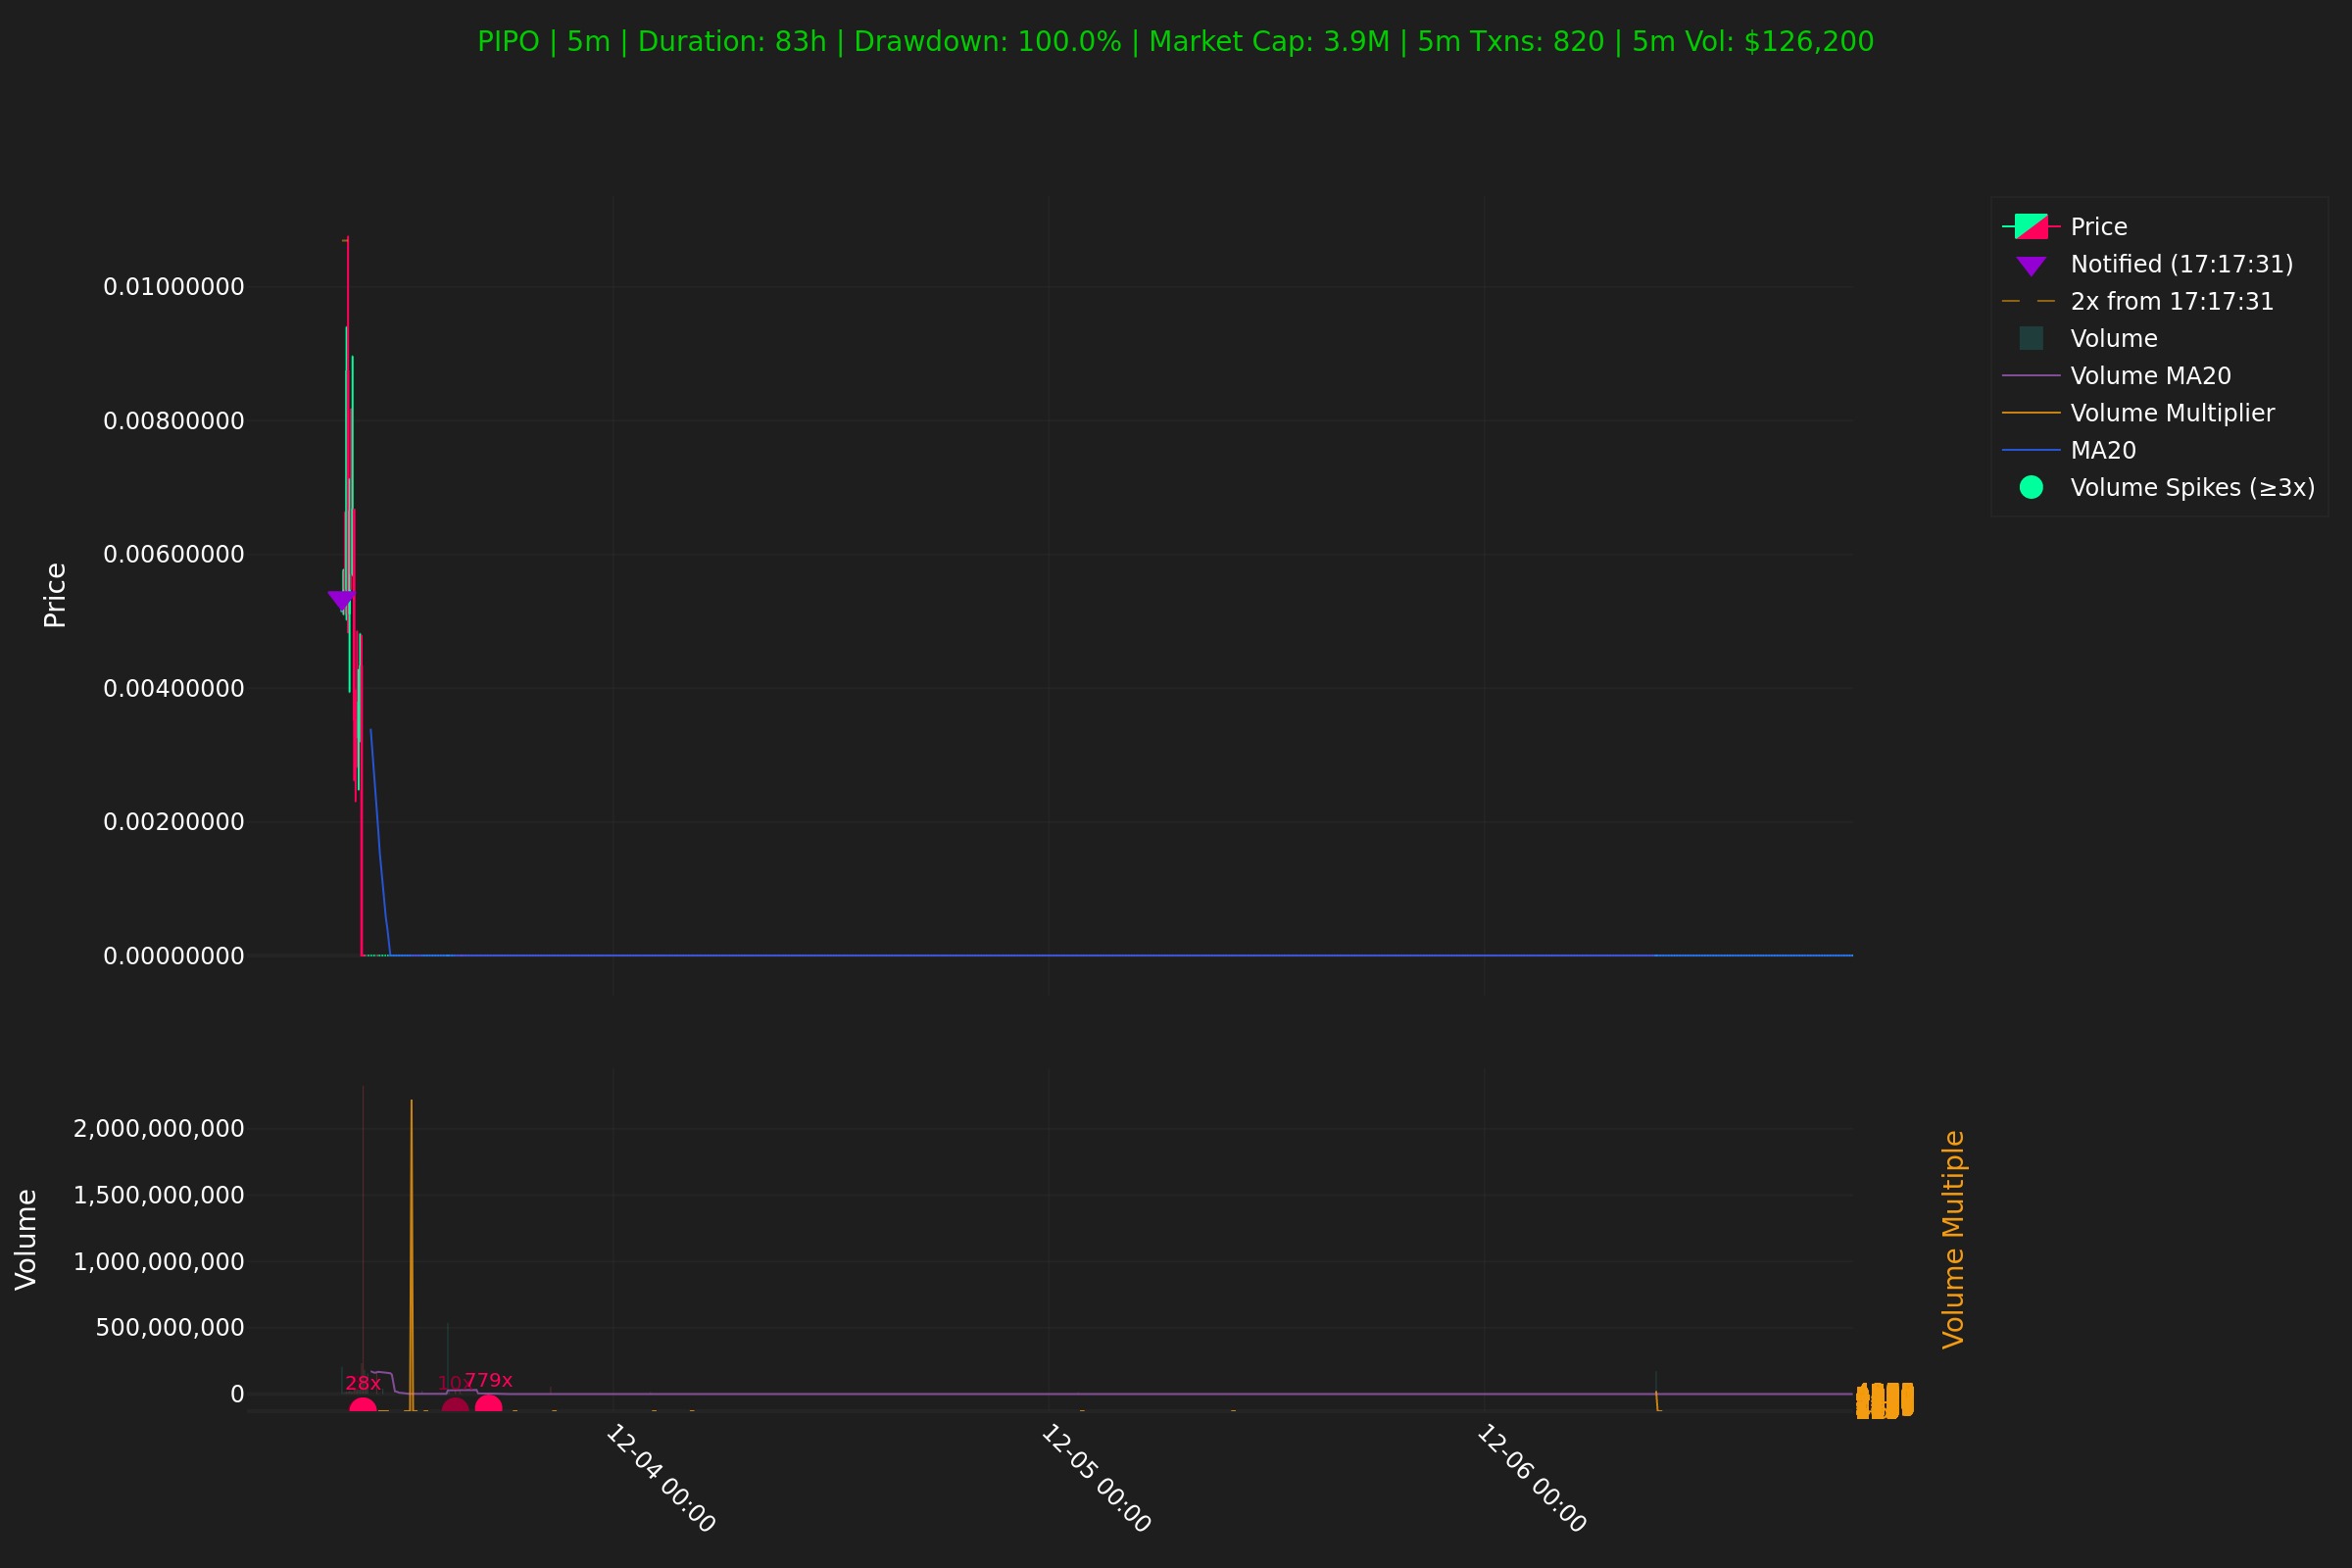 PIPO | 5m | Duration: 83h | Drawdown: 100.0% | Market Cap: 3.9M | 5m Txns: 820 | 5m Vol: $126,200
Price
Notified (17:17:31)
2x from 17:17:31
Volume
Volume MA20
Volume Multiplier
MA20
Volume Spikes (≥3x)
Price
0.01000000
0.00800000
0.00600000
0.00400000
0.00200000
0.00000000
Volume
2,000,000,000
1,500,000,000
1,000,000,000
500,000,000
0
28x
10x
779x
Volume Multiple
12-04 00:00
12-05 00:00
12-06 00:00